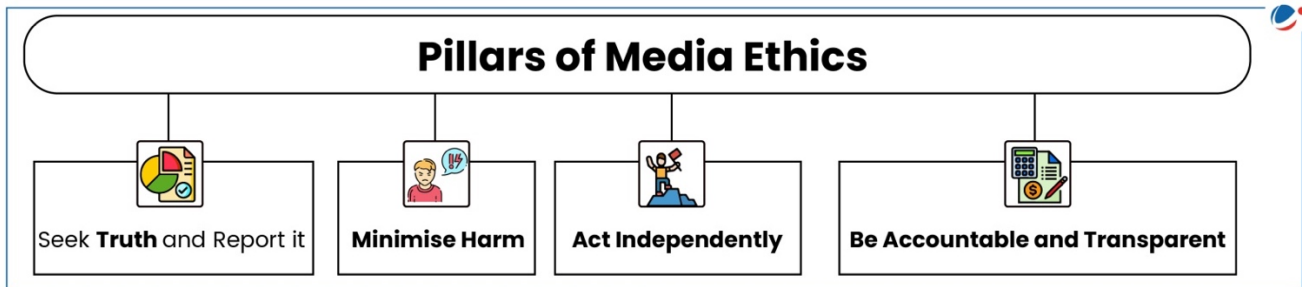 Pillars of Media Ethics
Seek Truth and Report it
Minimise Harm
Act Independently
Be Accountable and Transparent